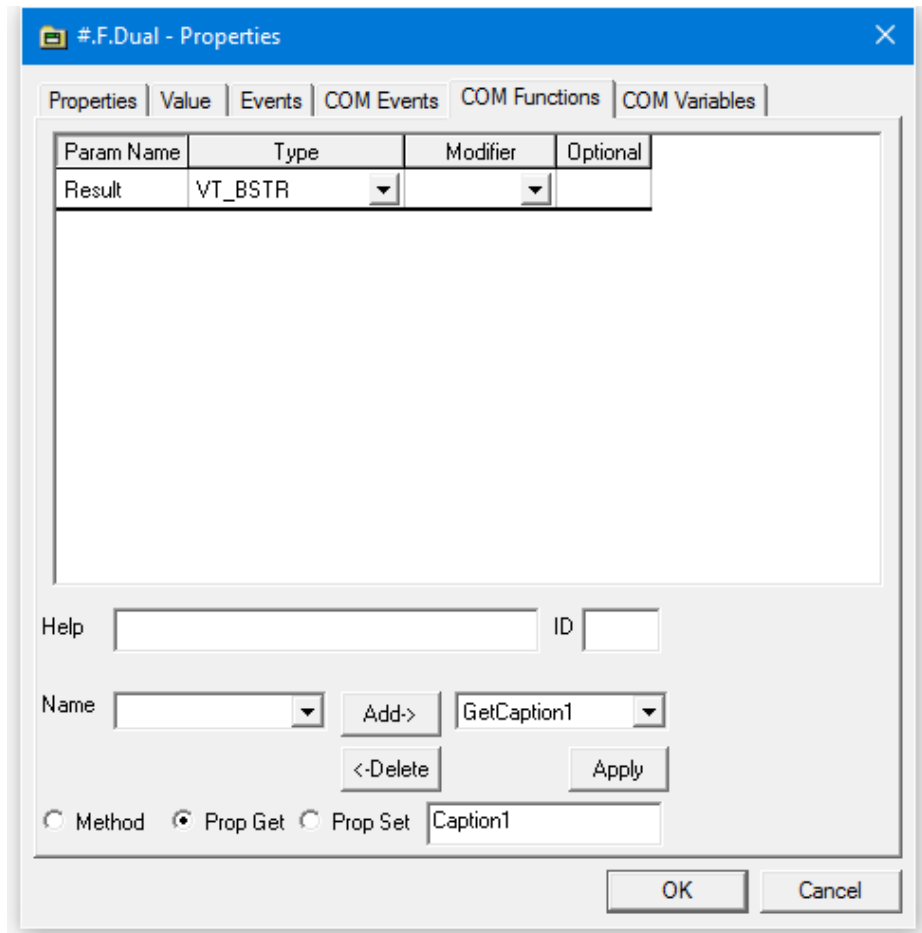 #.F.Dual - Properties
Properties Value Events COM Events COM Functions COM Variables
Param Name Type Modifier Optional
Result VT_BSTR
Help ID
Name Add-> GetCaption1
<-Delete Apply
Method Prop Get Prop Set Caption1
OK Cancel